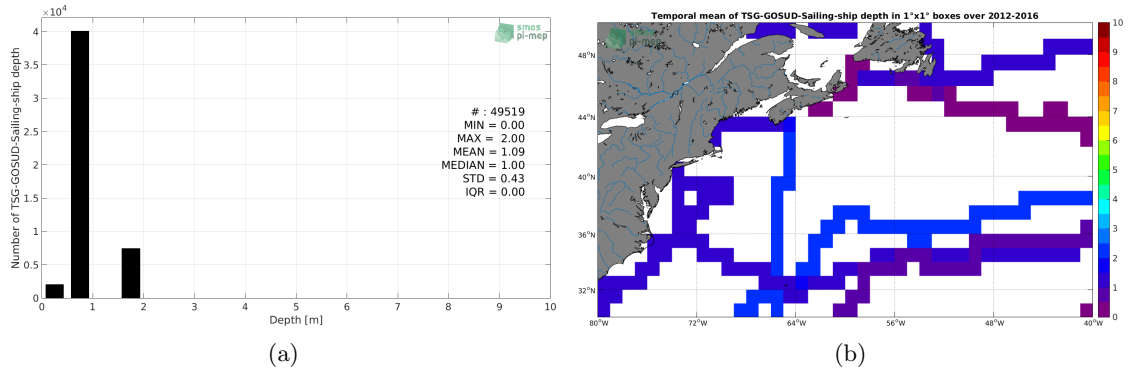 ×10⁴
4
3.5
3
2.5
2
1.5
1
0.5
0
Number of TSG-GOSUD-Sailing-ship depth
smos
pi-mep
# : 49519
MIN = 0.00
MAX = 2.00
MEAN = 1.09
MEDIAN = 1.00
STD = 0.43
IQR = 0.00
0 1 2 3 4 5 6 7 8 9 10
Depth [m]
(a)
Temporal mean of TSG-GOSUD-Sailing-ship depth in 1°x1° boxes over 2012-2016
smos
pi-mep
48°N
44°N
40°N
36°N
32°N
80°W 72°W 64°W 56°W 48°W 40°W
10
9
8
7
6
5
4
3
2
1
0
(b)